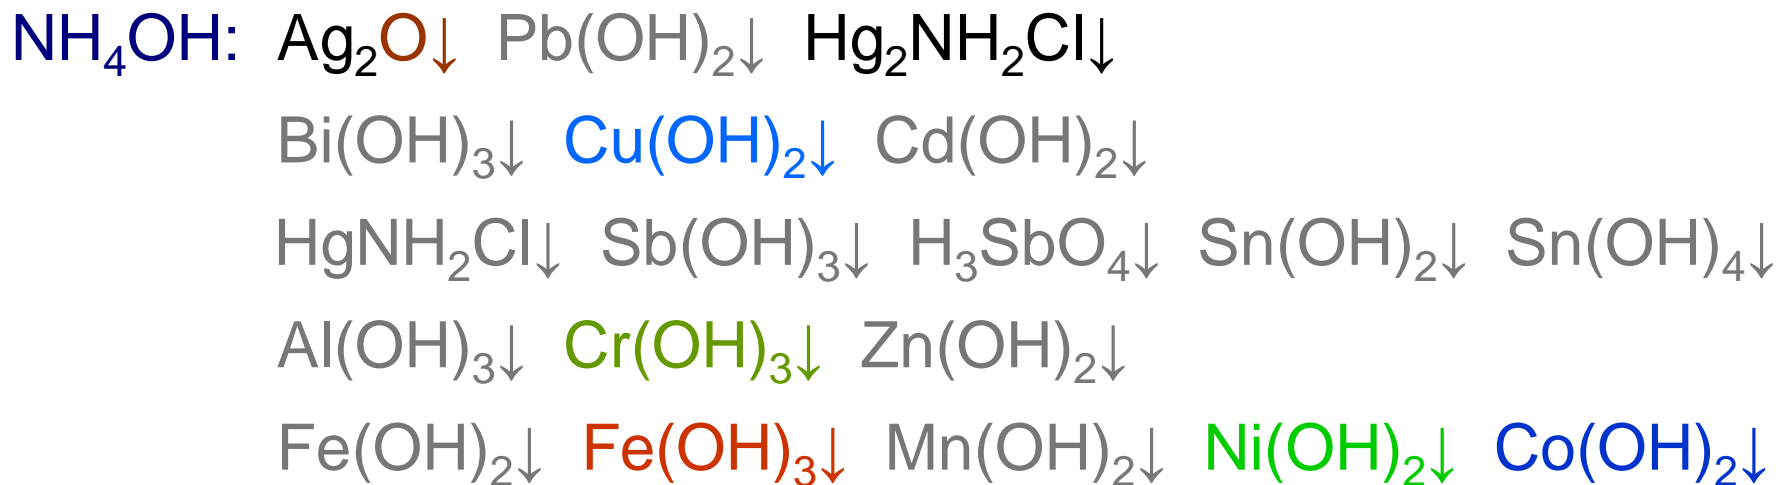 NH₄OH: Ag₂O↓ Pb(OH)₂↓ Hg₂NH₂Cl↓
Bi(OH)₃↓ Cu(OH)₂↓ Cd(OH)₂↓
HgNH₂Cl↓ Sb(OH)₃↓ H₃SbO₄↓ Sn(OH)₂↓ Sn(OH)₄↓
Al(OH)₃↓ Cr(OH)₃↓ Zn(OH)₂↓
Fe(OH)₂↓ Fe(OH)₃↓ Mn(OH)₂↓ Ni(OH)₂↓ Co(OH)₂↓